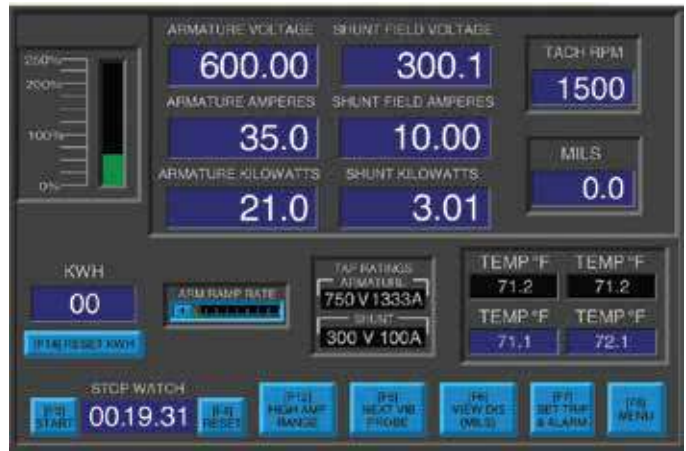 ARMATURE VOLTAGE SHUNT FIELD VOLTAGE
600.00 300.1
TACH RPM
1500
250%
200%
100%
0%
ARMATURE AMPERES SHUNT FIELD AMPERES
35.0 10.00
MILS
0.0
ARMATURE KILOWATTS SHUNT KILOWATTS
21.0 3.01
KWH
00
[F14] RESET KWH
ARM RAMP RATE
TAP RATINGS
ARMATURE
750 V 1333A
SHUNT
300 V 100A
TEMP °F TEMP °F
71.2 71.2
TEMP °F TEMP °F
71.1 72.1
STOP WATCH
START
00.19.31
RESET
[F12]
HIGH AMP
RANGE
[F5]
NEXT VIB
PROBE
[F6]
VIEW DIS
(MILS)
[F7]
SET TRIP
& ALARM
MENU